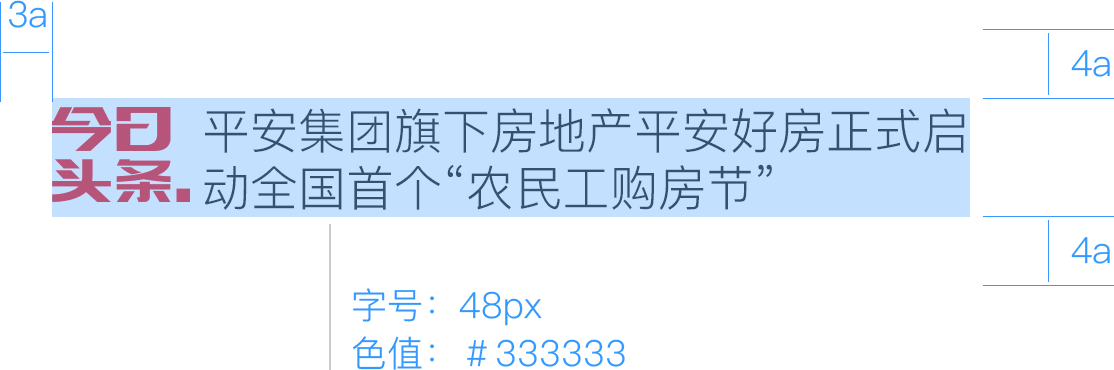 3a
4a
今日
头条.
平安集团旗下房地产平安好房正式启
动全国首个“农民工购房节”
4a
字号：48px
色值：＃333333